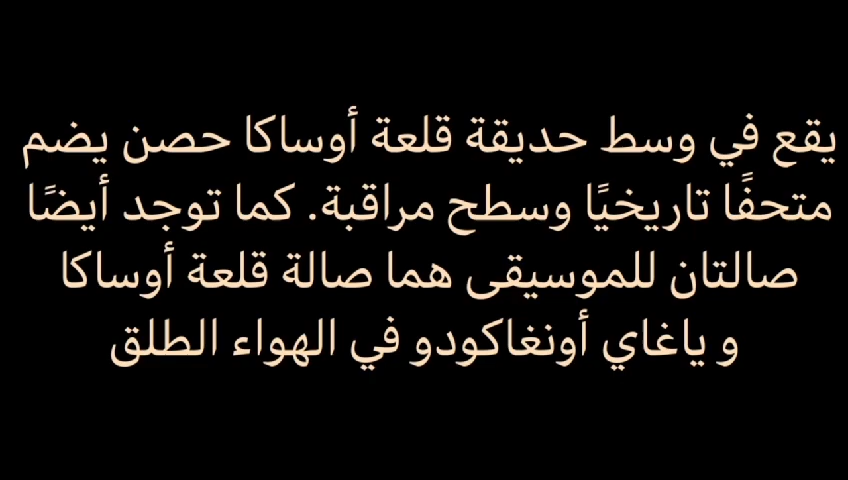 يقع في وسط حديقة قلعة أوساكا حصن يضم
متحفًا تاريخيًا وسطح مراقبة. كما توجد أيضًا
صالتان للموسيقى هما صالة قلعة أوساكا
و ياغاي أونغاكودو في الهواء الطلق